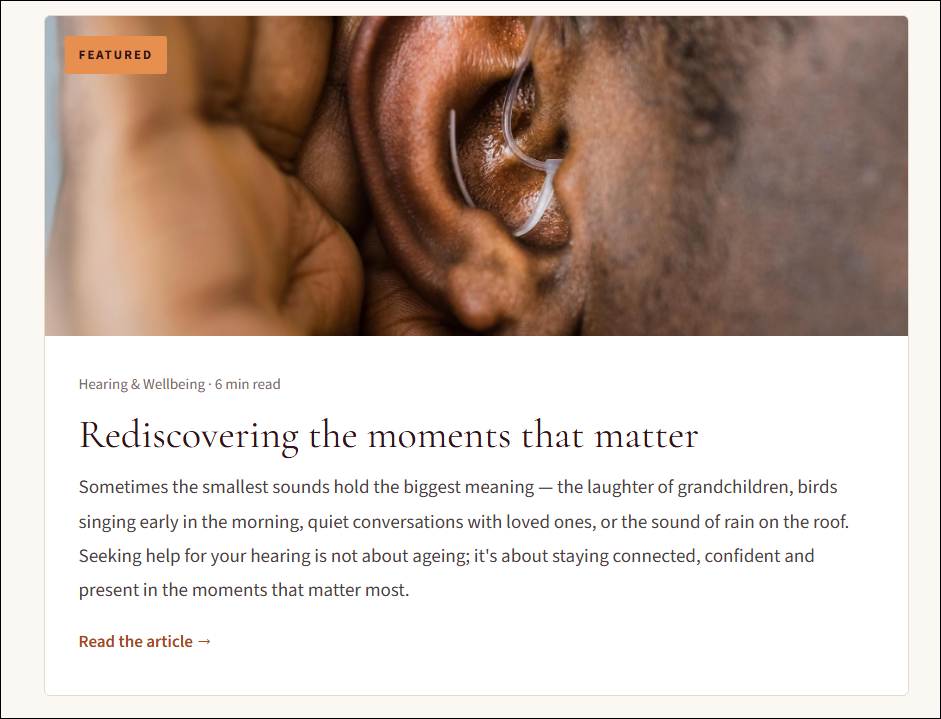 FEATURED
Hearing & Wellbeing · 6 min read
Rediscovering the moments that matter
Sometimes the smallest sounds hold the biggest meaning — the laughter of grandchildren, birds
singing early in the morning, quiet conversations with loved ones, or the sound of rain on the roof.
Seeking help for your hearing is not about ageing; it's about staying connected, confident and
present in the moments that matter most.
Read the article →